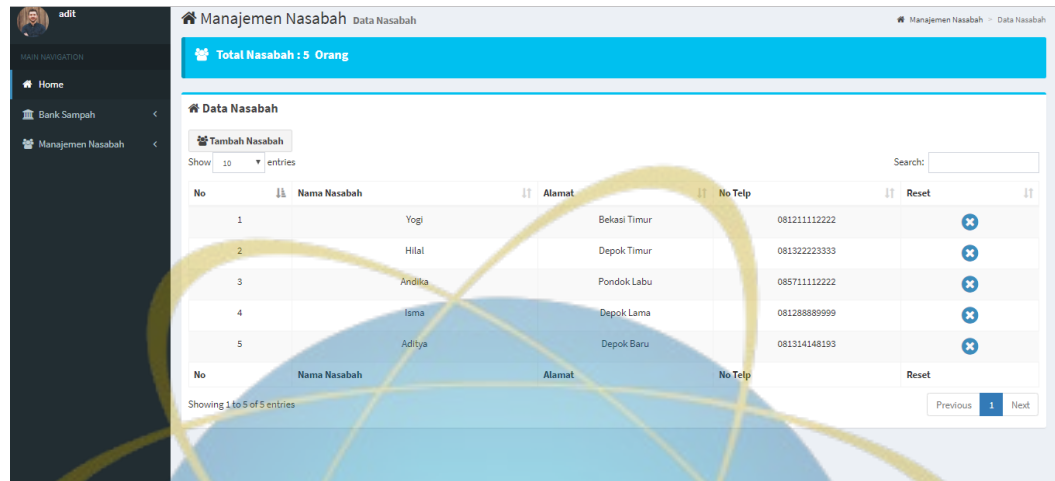 adit
Manajemen Nasabah Data Nasabah
Manajemen Nasabah > Data Nasabah
MAIN NAVIGATION
Total Nasabah : 5 Orang
Home
Bank Sampah
Manajemen Nasabah
Data Nasabah
Tambah Nasabah
Show 10 entries
Search:
No Nama Nasabah Alamat No Telp Reset
1 Yogi Bekasi Timur 081211112222
2 Hilal Depok Timur 081322223333
3 Andika Pondok Labu 085711112222
4 Isma Depok Lama 081288889999
5 Aditya Depok Baru 081314148193
No Nama Nasabah Alamat No Telp Reset
Showing 1 to 5 of 5 entries
Previous 1 Next